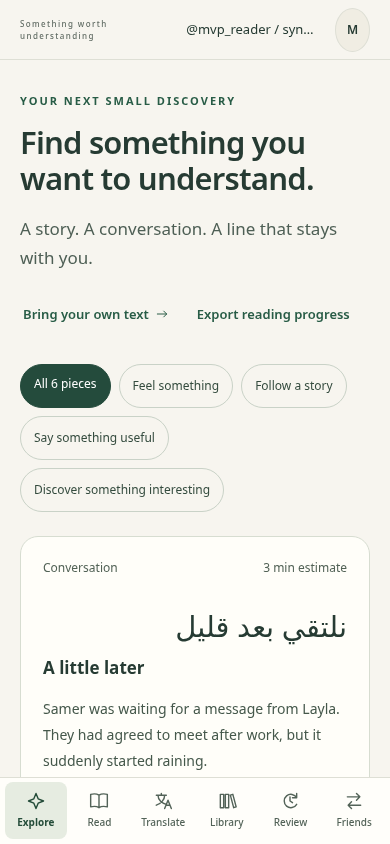 Something worth
understanding
@mvp_reader / syn...
M
YOUR NEXT SMALL DISCOVERY
Find something you
want to understand.
A story. A conversation. A line that stays
with you.
Bring your own text →
Export reading progress
All 6 pieces
Feel something
Follow a story
Say something useful
Discover something interesting
Conversation
3 min estimate
نلتقي بعد قليل
A little later
Samer was waiting for a message from Layla.
They had agreed to meet after work, but it
suddenly started raining.
Explore
Read
Translate
Library
Review
Friends